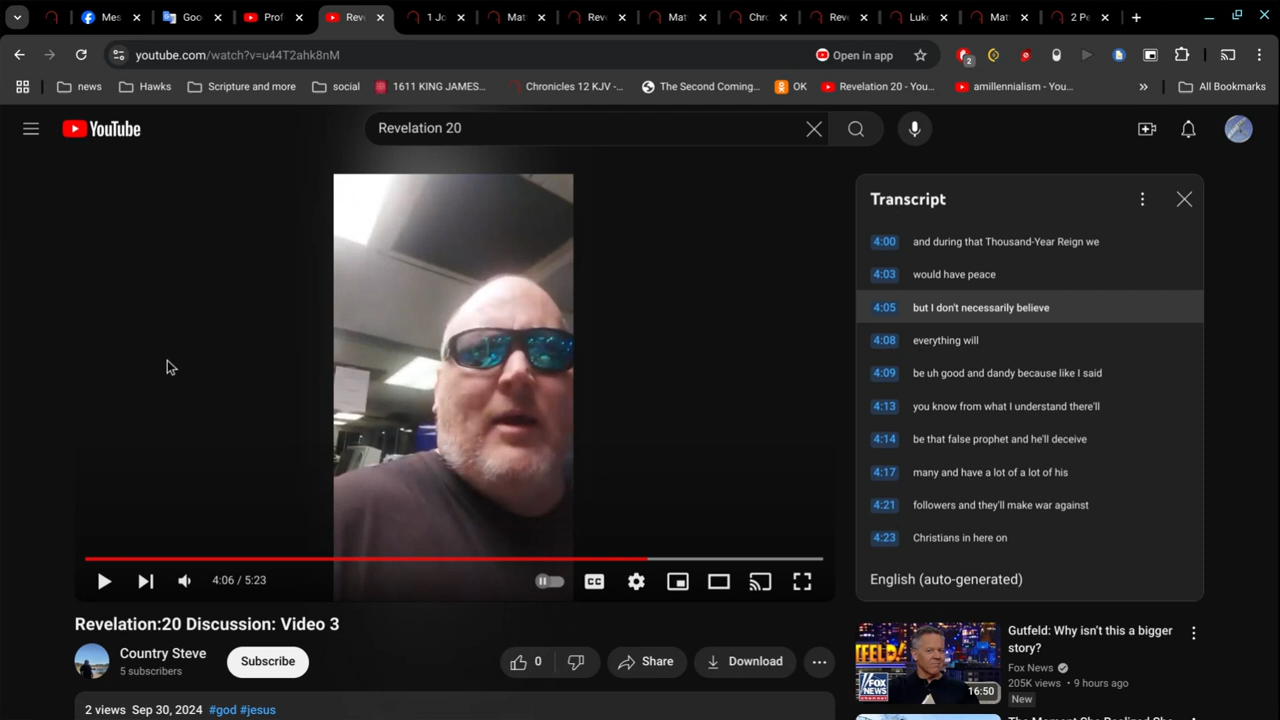 Mes
Goo
Prof
Reve
1 Jo
Mat
Reve
Mat
Chro
Reve
Luke
Mat
2 Pe
youtube.com/watch?v=u44T2ahk8nM
Open in app
2
news
Hawks
Scripture and more
social
1611 KING JAMES...
Chronicles 12 KJV -...
The Second Coming...
OK
Revelation 20 - You...
amillennialism - You...
»
All Bookmarks
YouTube
Revelation 20
Transcript
4:00 and during that Thousand-Year Reign we
4:03 would have peace
4:05 but I don't necessarily believe
4:08 everything will
4:09 be uh good and dandy because like I said
4:13 you know from what I understand there'll
4:14 be that false prophet and he'll deceive
4:17 many and have a lot of a lot of his
4:21 followers and they'll make war against
4:23 Christians in here on
English (auto-generated)
4:06 / 5:23
CC
Revelation:20 Discussion: Video 3
Country Steve
5 subscribers
Subscribe
0
Share
Download
2 views Sep 30, 2024 #god #jesus
Gutfeld: Why isn't this a bigger
story?
Fox News
205K views • 9 hours ago
New
16:50